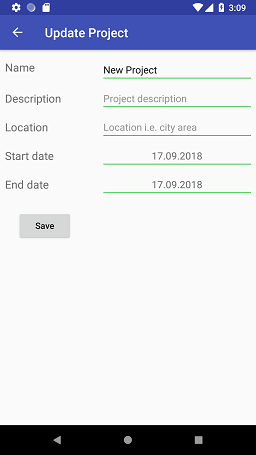 3:09
Update Project
Name New Project
Description Project description
Location Location i.e. city area
Start date 17.09.2018
End date 17.09.2018
Save